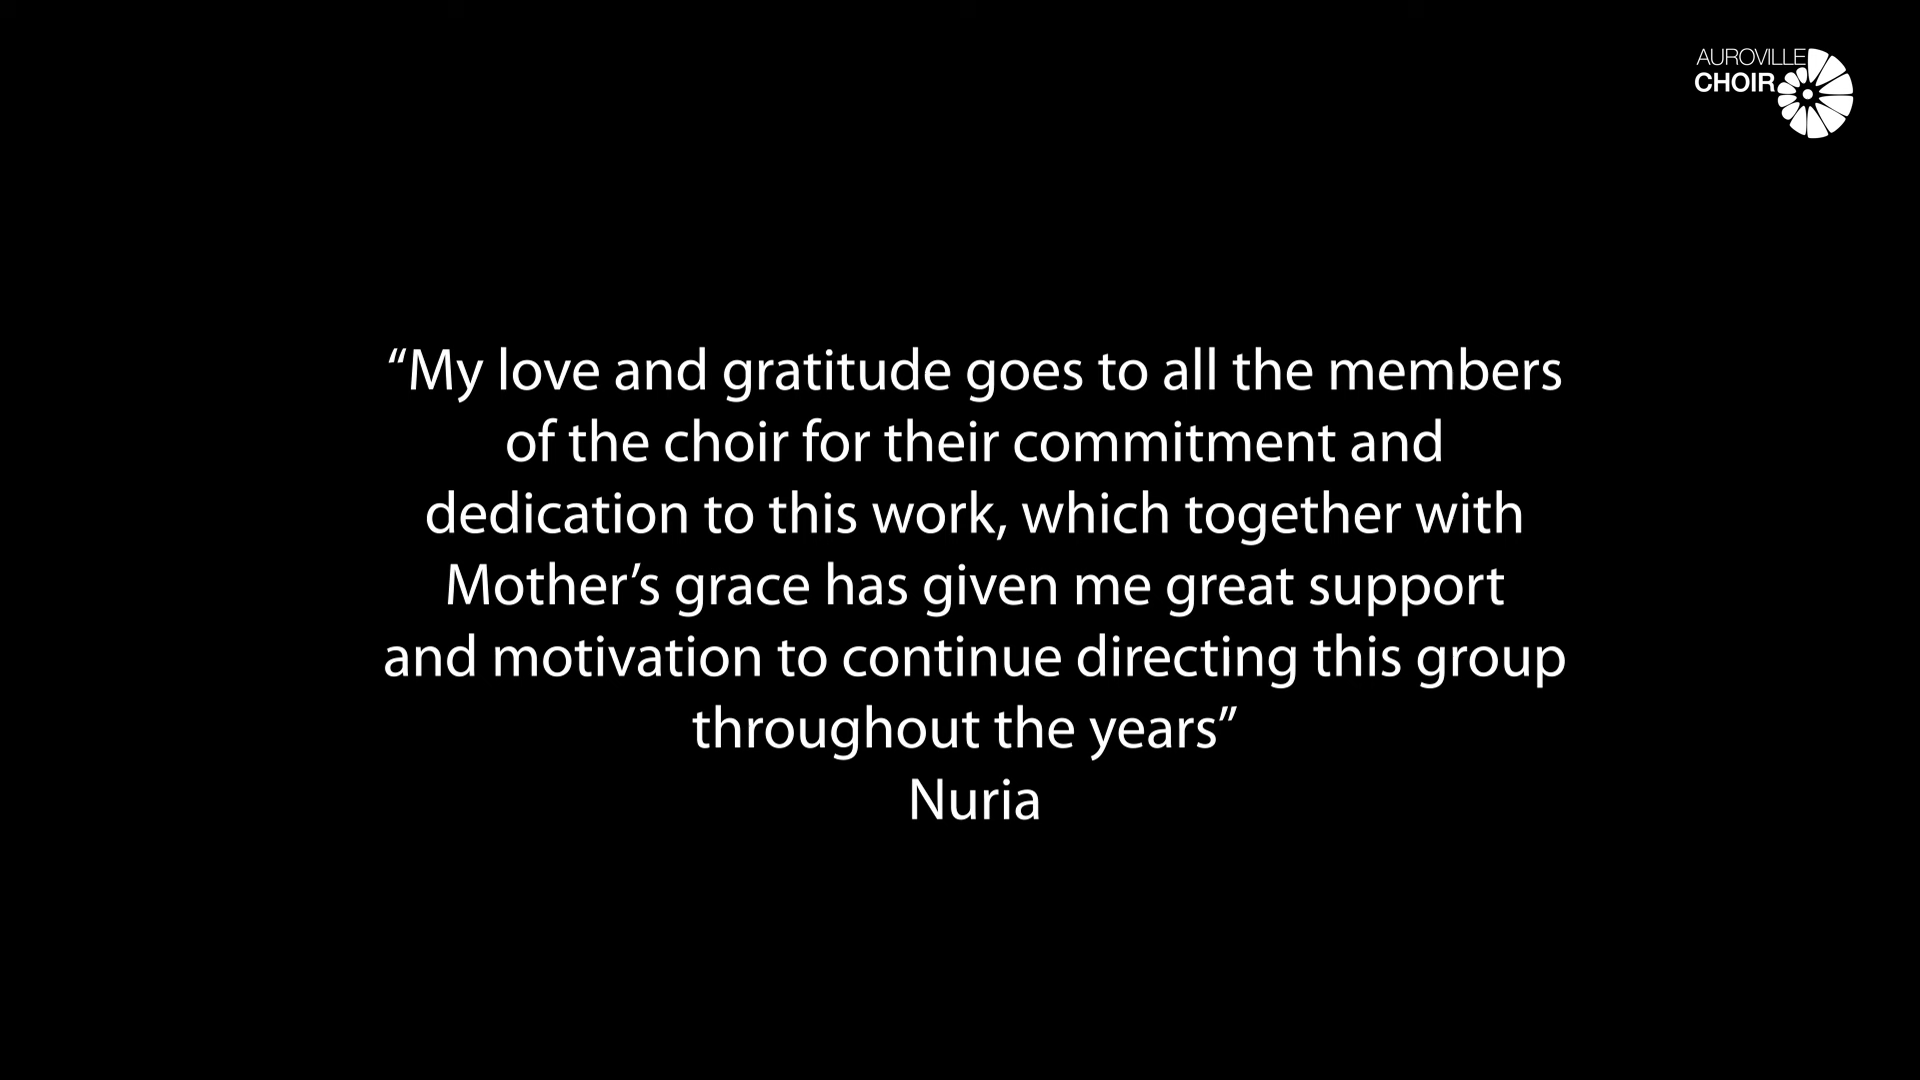 AUROVILLE
CHOIR
“My love and gratitude goes to all the members
of the choir for their commitment and
dedication to this work, which together with
Mother’s grace has given me great support
and motivation to continue directing this group
throughout the years”
Nuria